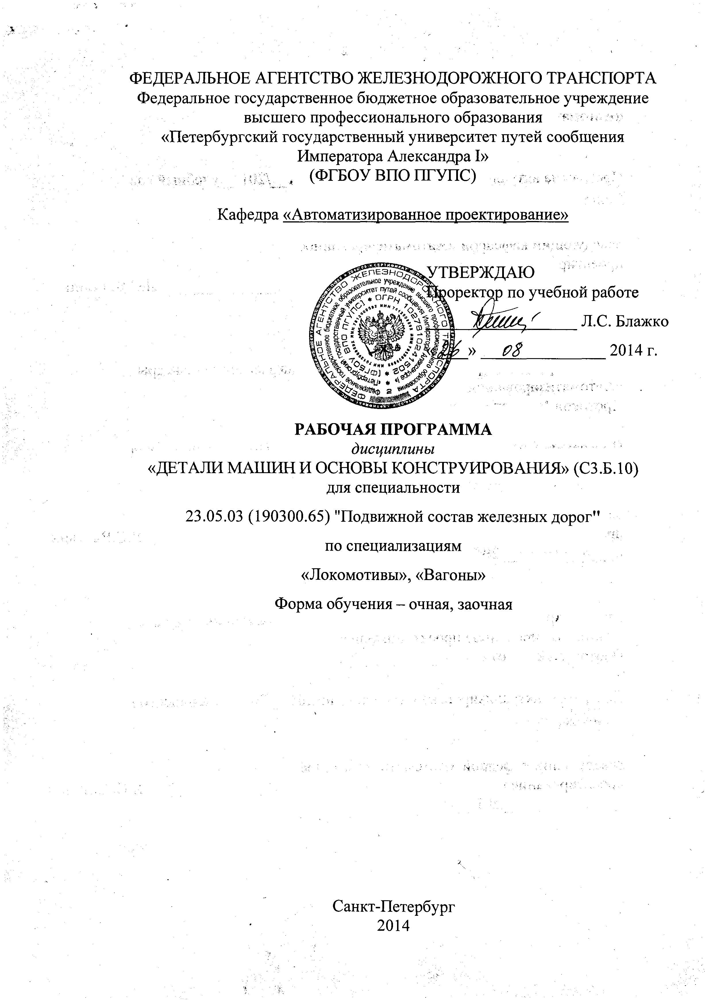 ФЕДЕРАЛЬНОЕ АГЕНТСТВО ЖЕЛЕЗНОДОРОЖНОГО ТРАНСПОРТА
Федеральное государственное бюджетное образовательное учреждение
высшего профессионального образования
«Петербургский государственный университет путей сообщения
Императора Александра I»
(ФГБОУ ВПО ПГУПС)
Кафедра «Автоматизированное проектирование»
УТВЕРЖДАЮ
Проректор по учебной работе
Л.С. Блажко
«26» 08 2014 г.
ФЕДЕРАЛЬНОЕ АГЕНТСТВО ЖЕЛЕЗНОДОРОЖНОГО ТРАНСПОРТА
Федеральное государственное бюджетное образовательное учреждение высшего профессионального образования
«Петербургский государственный университет путей сообщения Императора Александра I»
(ФГБОУ ВПО ПГУПС) * ОГРН 1027810241502 *
РАБОЧАЯ ПРОГРАММА
дисциплины
«ДЕТАЛИ МАШИН И ОСНОВЫ КОНСТРУИРОВАНИЯ» (С3.Б.10)
для специальности
23.05.03 (190300.65) "Подвижной состав железных дорог"
по специализациям
«Локомотивы», «Вагоны»
Форма обучения – очная, заочная
Санкт-Петербург
2014